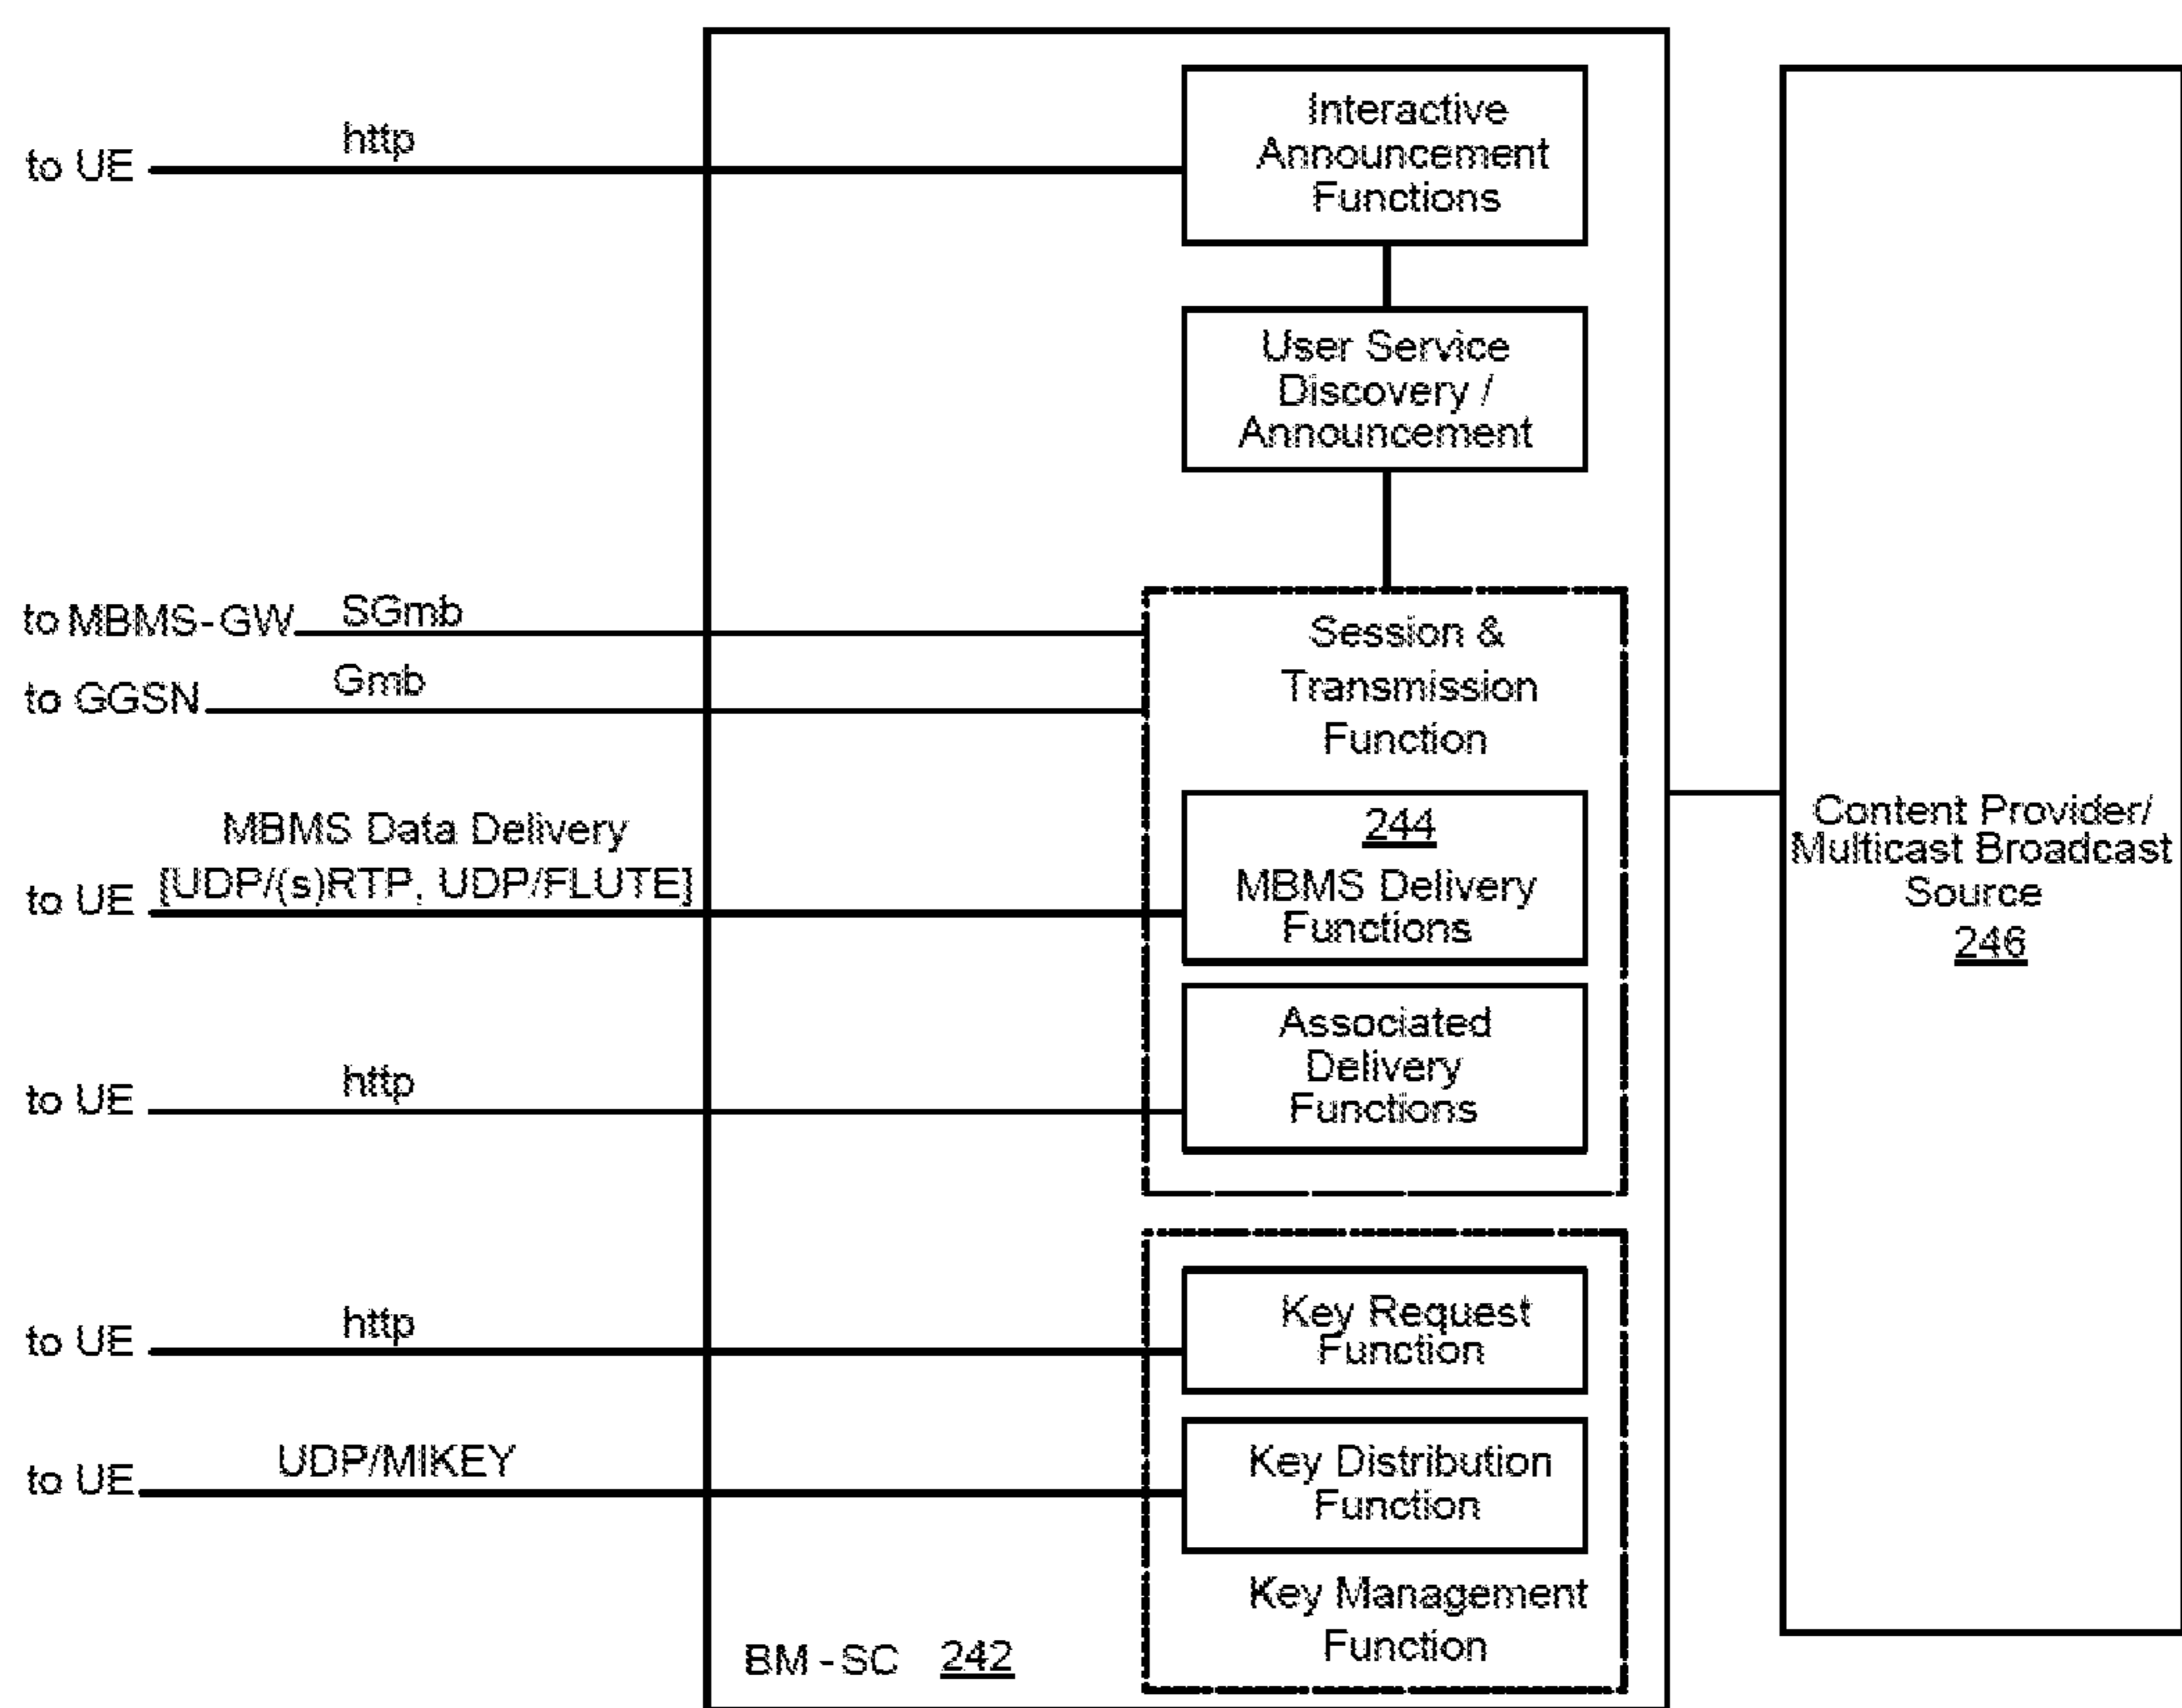 to UE
http
Interactive
Announcement
Functions
User Service
Discovery /
Announcement
to MBMS-GW
SGmb
to GGSN
Gmb
Session &
Transmission
Function
MBMS Data Delivery
to UE
[UDP/(s)RTP, UDP/FLUTE]
244
MBMS Delivery
Functions
to UE
http
Associated
Delivery
Functions
to UE
http
Key Request
Function
to UE
UDP/MIKEY
Key Distribution
Function
Key Management
Function
BM-SC 242
Content Provider/
Multicast Broadcast
Source
246